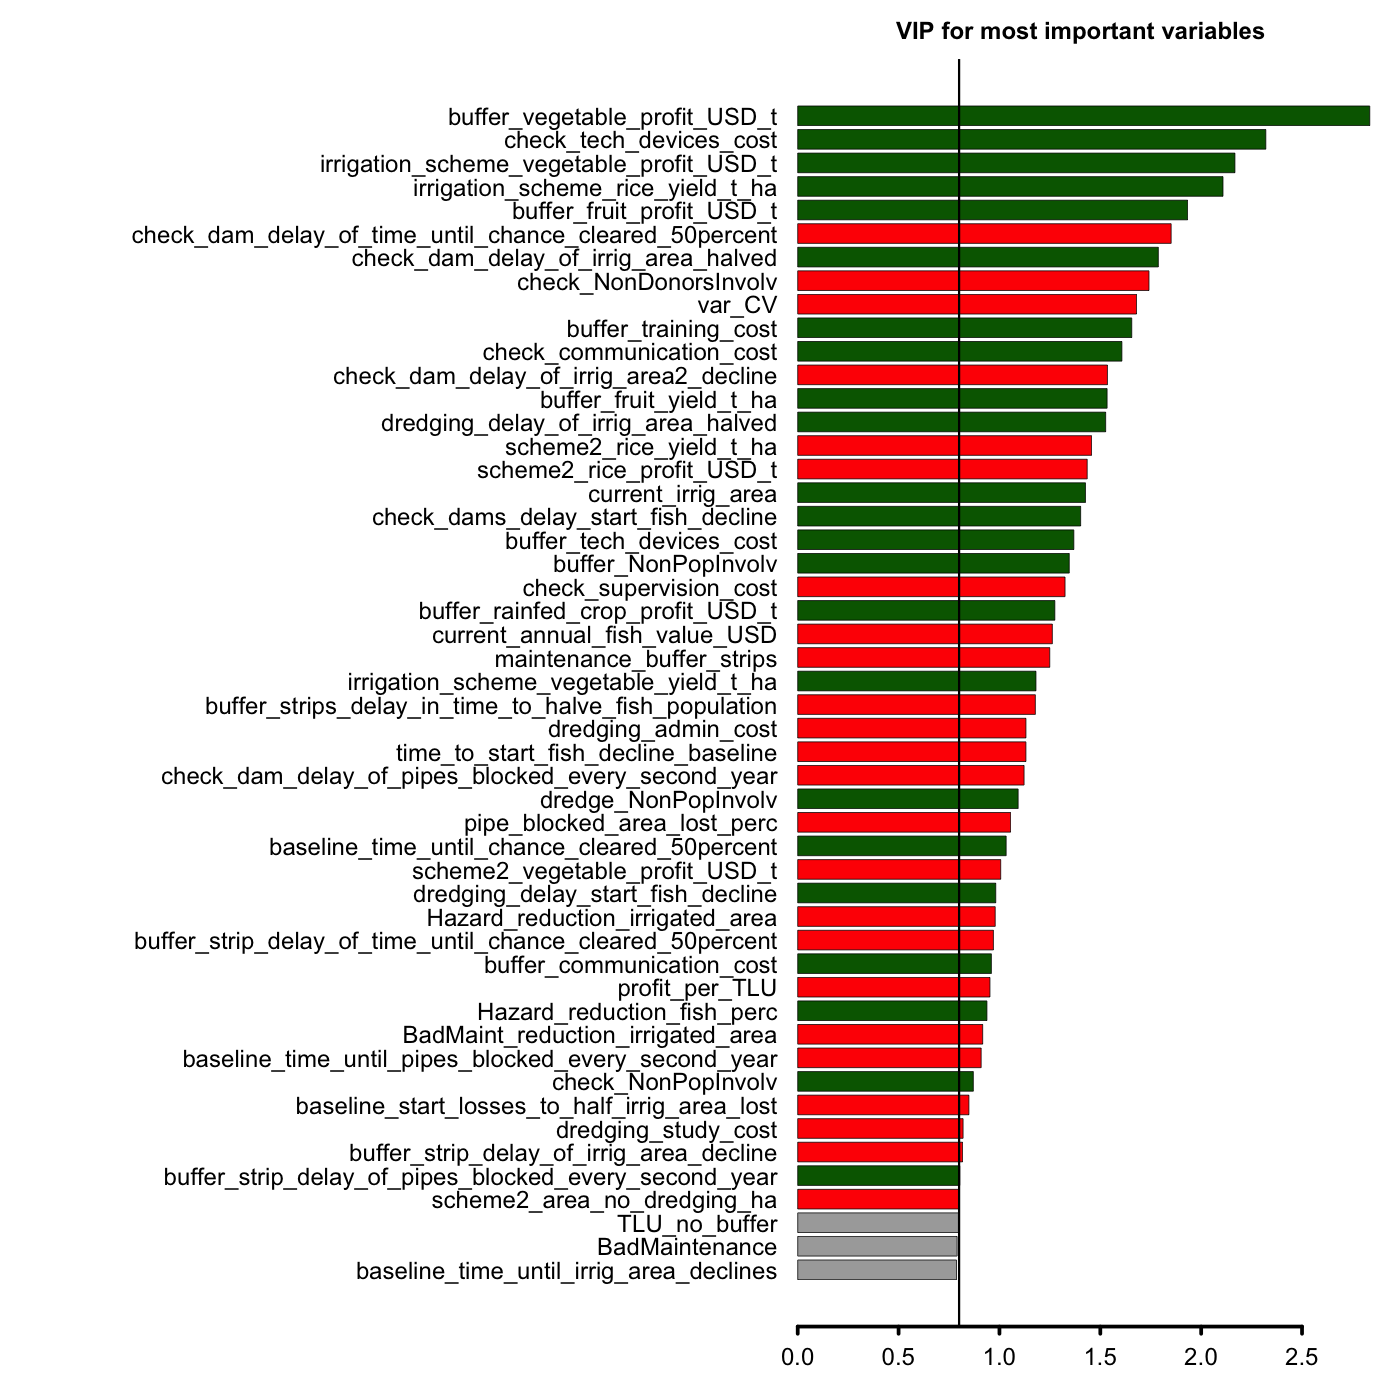 VIP for most important variables
buffer_vegetable_profit_USD_t
check_tech_devices_cost
irrigation_scheme_vegetable_profit_USD_t
irrigation_scheme_rice_yield_t_ha
buffer_fruit_profit_USD_t
check_dam_delay_of_time_until_chance_cleared_50percent
check_dam_delay_of_irrig_area_halved
check_NonDonorsInvolv
var_CV
buffer_training_cost
check_communication_cost
check_dam_delay_of_irrig_area2_decline
buffer_fruit_yield_t_ha
dredging_delay_of_irrig_area_halved
scheme2_rice_yield_t_ha
scheme2_rice_profit_USD_t
current_irrig_area
check_dams_delay_start_fish_decline
buffer_tech_devices_cost
buffer_NonPopInvolv
check_supervision_cost
buffer_rainfed_crop_profit_USD_t
current_annual_fish_value_USD
maintenance_buffer_strips
irrigation_scheme_vegetable_yield_t_ha
buffer_strips_delay_in_time_to_halve_fish_population
dredging_admin_cost
time_to_start_fish_decline_baseline
check_dam_delay_of_pipes_blocked_every_second_year
dredge_NonPopInvolv
pipe_blocked_area_lost_perc
baseline_time_until_chance_cleared_50percent
scheme2_vegetable_profit_USD_t
dredging_delay_start_fish_decline
Hazard_reduction_irrigated_area
buffer_strip_delay_of_time_until_chance_cleared_50percent
buffer_communication_cost
profit_per_TLU
Hazard_reduction_fish_perc
BadMaint_reduction_irrigated_area
baseline_time_until_pipes_blocked_every_second_year
check_NonPopInvolv
baseline_start_losses_to_half_irrig_area_lost
dredging_study_cost
buffer_strip_delay_of_irrig_area_decline
buffer_strip_delay_of_pipes_blocked_every_second_year
scheme2_area_no_dredging_ha
TLU_no_buffer
BadMaintenance
baseline_time_until_irrig_area_declines
0.0 0.5 1.0 1.5 2.0 2.5